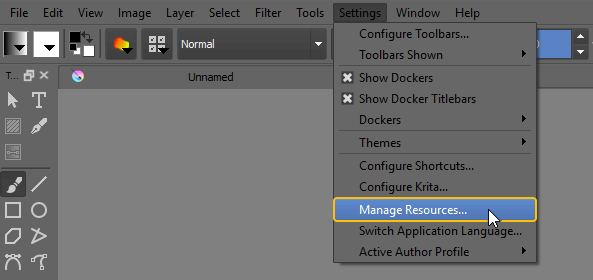 File Edit View Image Layer Select Filter Tools Settings Window Help
Normal
Configure Toolbars...
Toolbars Shown
T...
Unnamed
Show Dockers
Show Docker Titlebars
Dockers
Themes
Configure Shortcuts...
Configure Krita...
Manage Resources...
Switch Application Language...
Active Author Profile